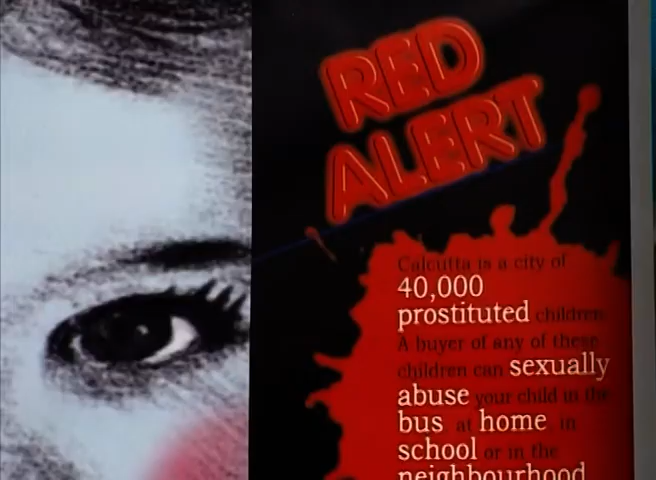 RED
ALERT
Calcutta is a city of
40,000
prostituted children
A buyer of any of these
children can sexually
abuse your child in the
bus at home in
school or in the
neighbourhood